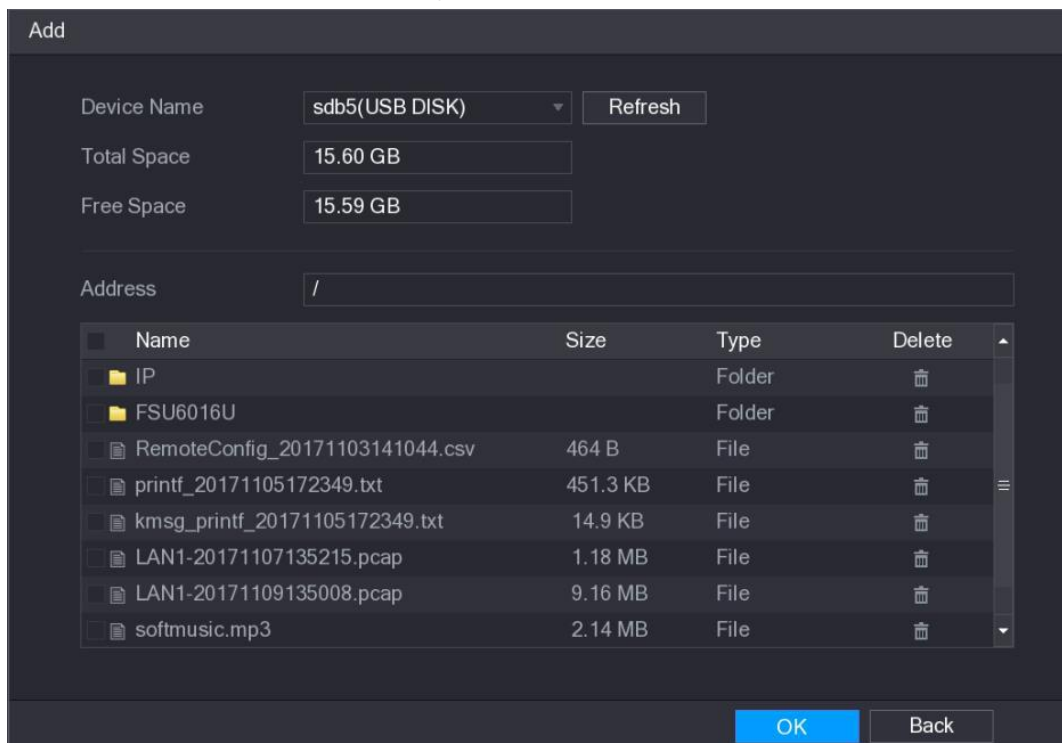 Add
Device Name sdb5(USB DISK) Refresh
Total Space 15.60 GB
Free Space 15.59 GB
Address /
Name Size Type Delete
IP Folder
FSU6016U Folder
RemoteConfig_20171103141044.csv 464 B File
printf_20171105172349.txt 451.3 KB File
kmsg_printf_20171105172349.txt 14.9 KB File
LAN1-20171107135215.pcap 1.18 MB File
LAN1-20171109135008.pcap 9.16 MB File
softmusic.mp3 2.14 MB File
OK Back